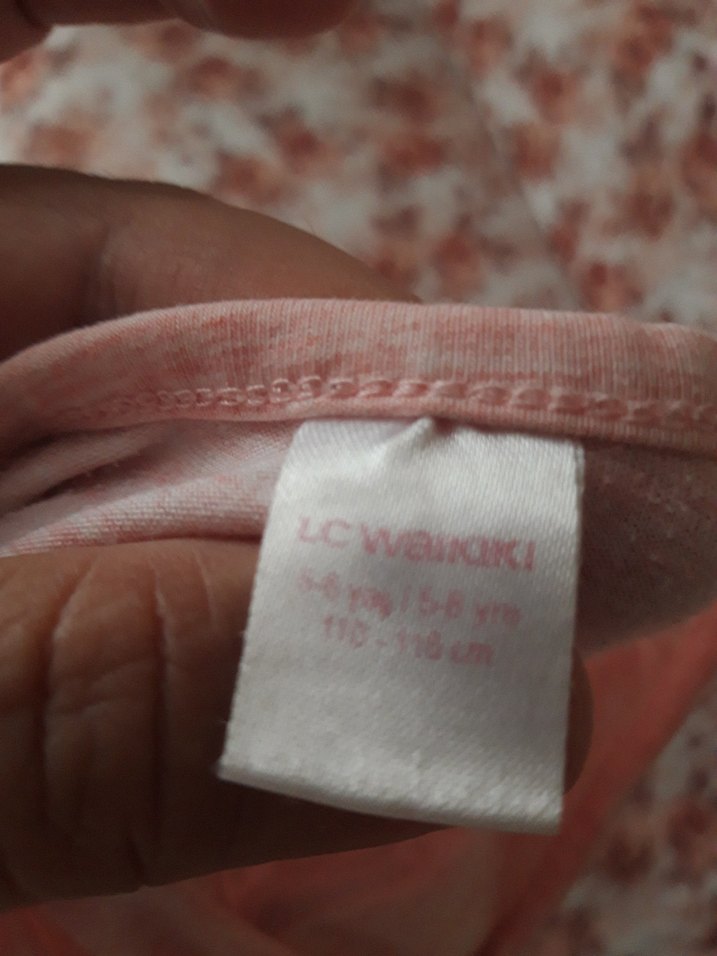 LC WAIKIKI
5-6 yaş / 5-6 yrs
110 - 116 cm